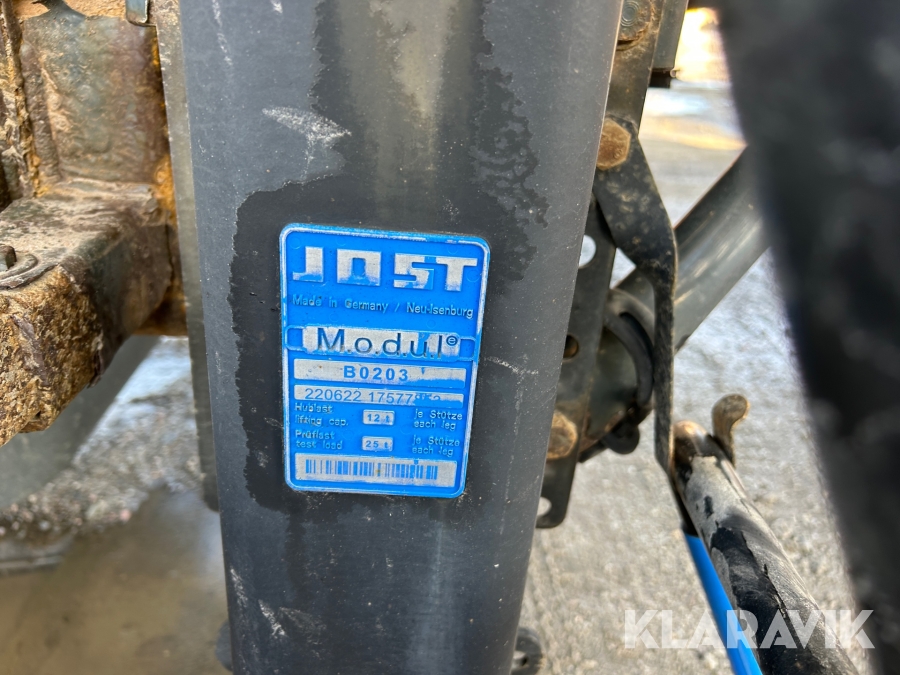 JOST
Made in Germany / Neu-Isenburg
M.o.d.u.l®
B0203
220622
Hublast 12 t je Stütze
lifting cap. each leg
Prüflast 25 t je Stütze
test load each leg
KLARAVIK